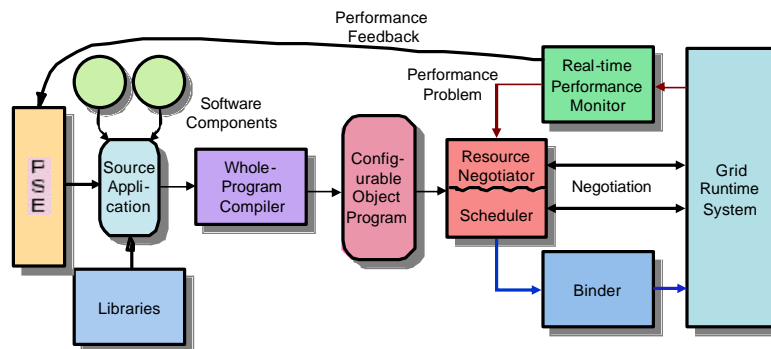 Performance
Feedback
Real-time
Performance
Monitor
Performance
Problem
Software
Components
PSE
Source
Appli-
cation
Whole-
Program
Compiler
Config-
urable
Object
Program
Resource
Negotiator
Scheduler
Negotiation
Grid
Runtime
System
Libraries
Binder